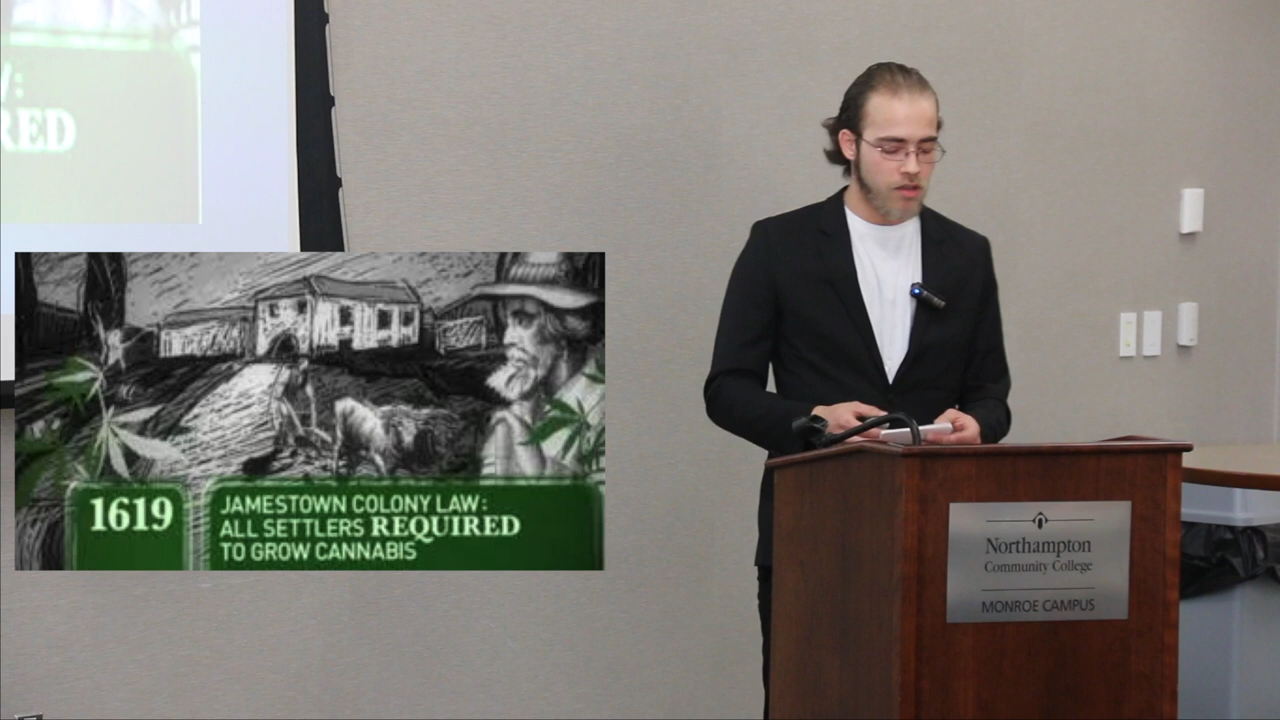 RED
1619
JAMESTOWN COLONY LAW:
ALL SETTLERS REQUIRED
TO GROW CANNABIS
Northampton
Community College
MONROE CAMPUS